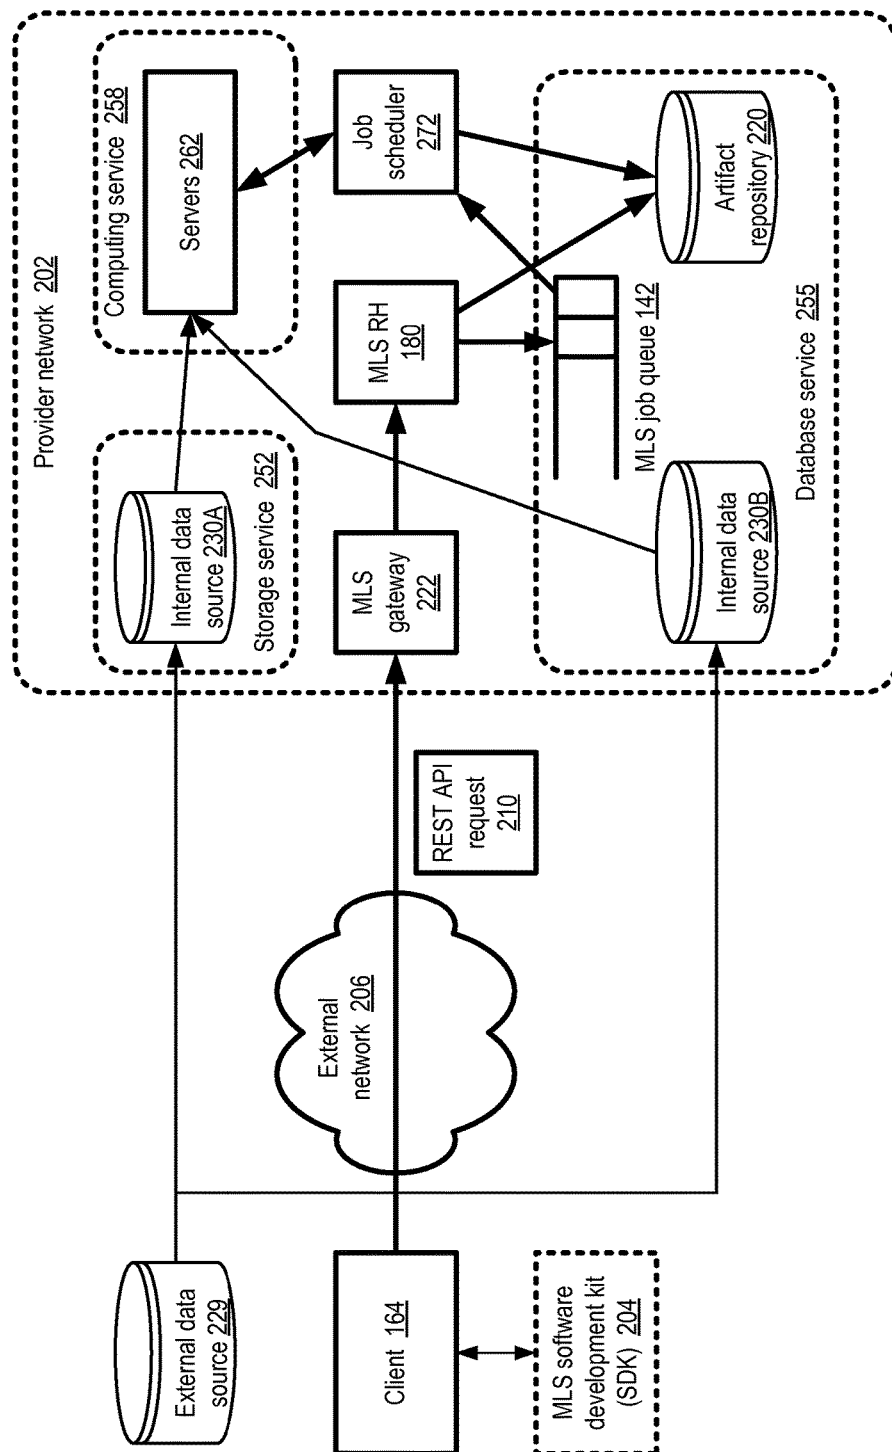 Provider network 202
Computing service 258
Servers 262
Internal data
source 230A
Storage service 252
External data
source 229
Job
scheduler
272
MLS RH
180
MLS
gateway
222
REST API
request
210
External
network 206
Client 164
MLS software
development kit
(SDK) 204
Artifact
repository 220
MLS job queue 142
Internal data
source 230B
Database service 255